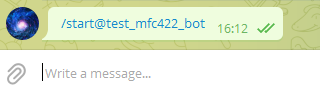 /start@test_mfc422_bot 16:12
Write a message...